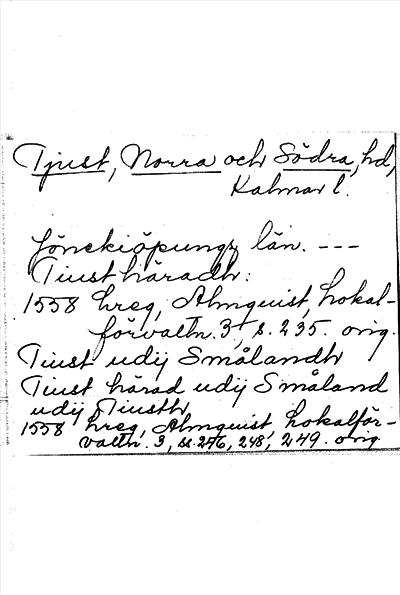 Tjust, Norra och Södra, hd,
Kalmar l.
Jönekiöpungz län. ---
Tiust häradh:
1558 hreg, Almquist, Lokal-
förvaltn. 3, s. 235. orig.
Tiust udij Smålandh
Tiust härad udij Småland
udij Tiusth
1558 hreg, Almquist, Lokalför-
valtn. 3, ss. 246, 248, 249. orig